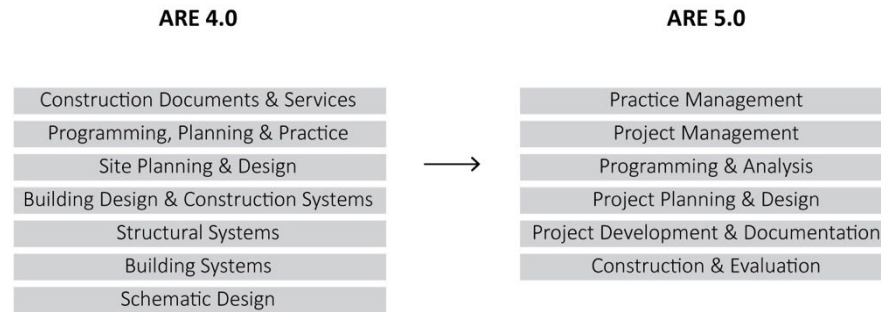 ARE 4.0
Construction Documents & Services
Programming, Planning & Practice
Site Planning & Design
Building Design & Construction Systems
Structural Systems
Building Systems
Schematic Design
ARE 5.0
Practice Management
Project Management
Programming & Analysis
Project Planning & Design
Project Development & Documentation
Construction & Evaluation